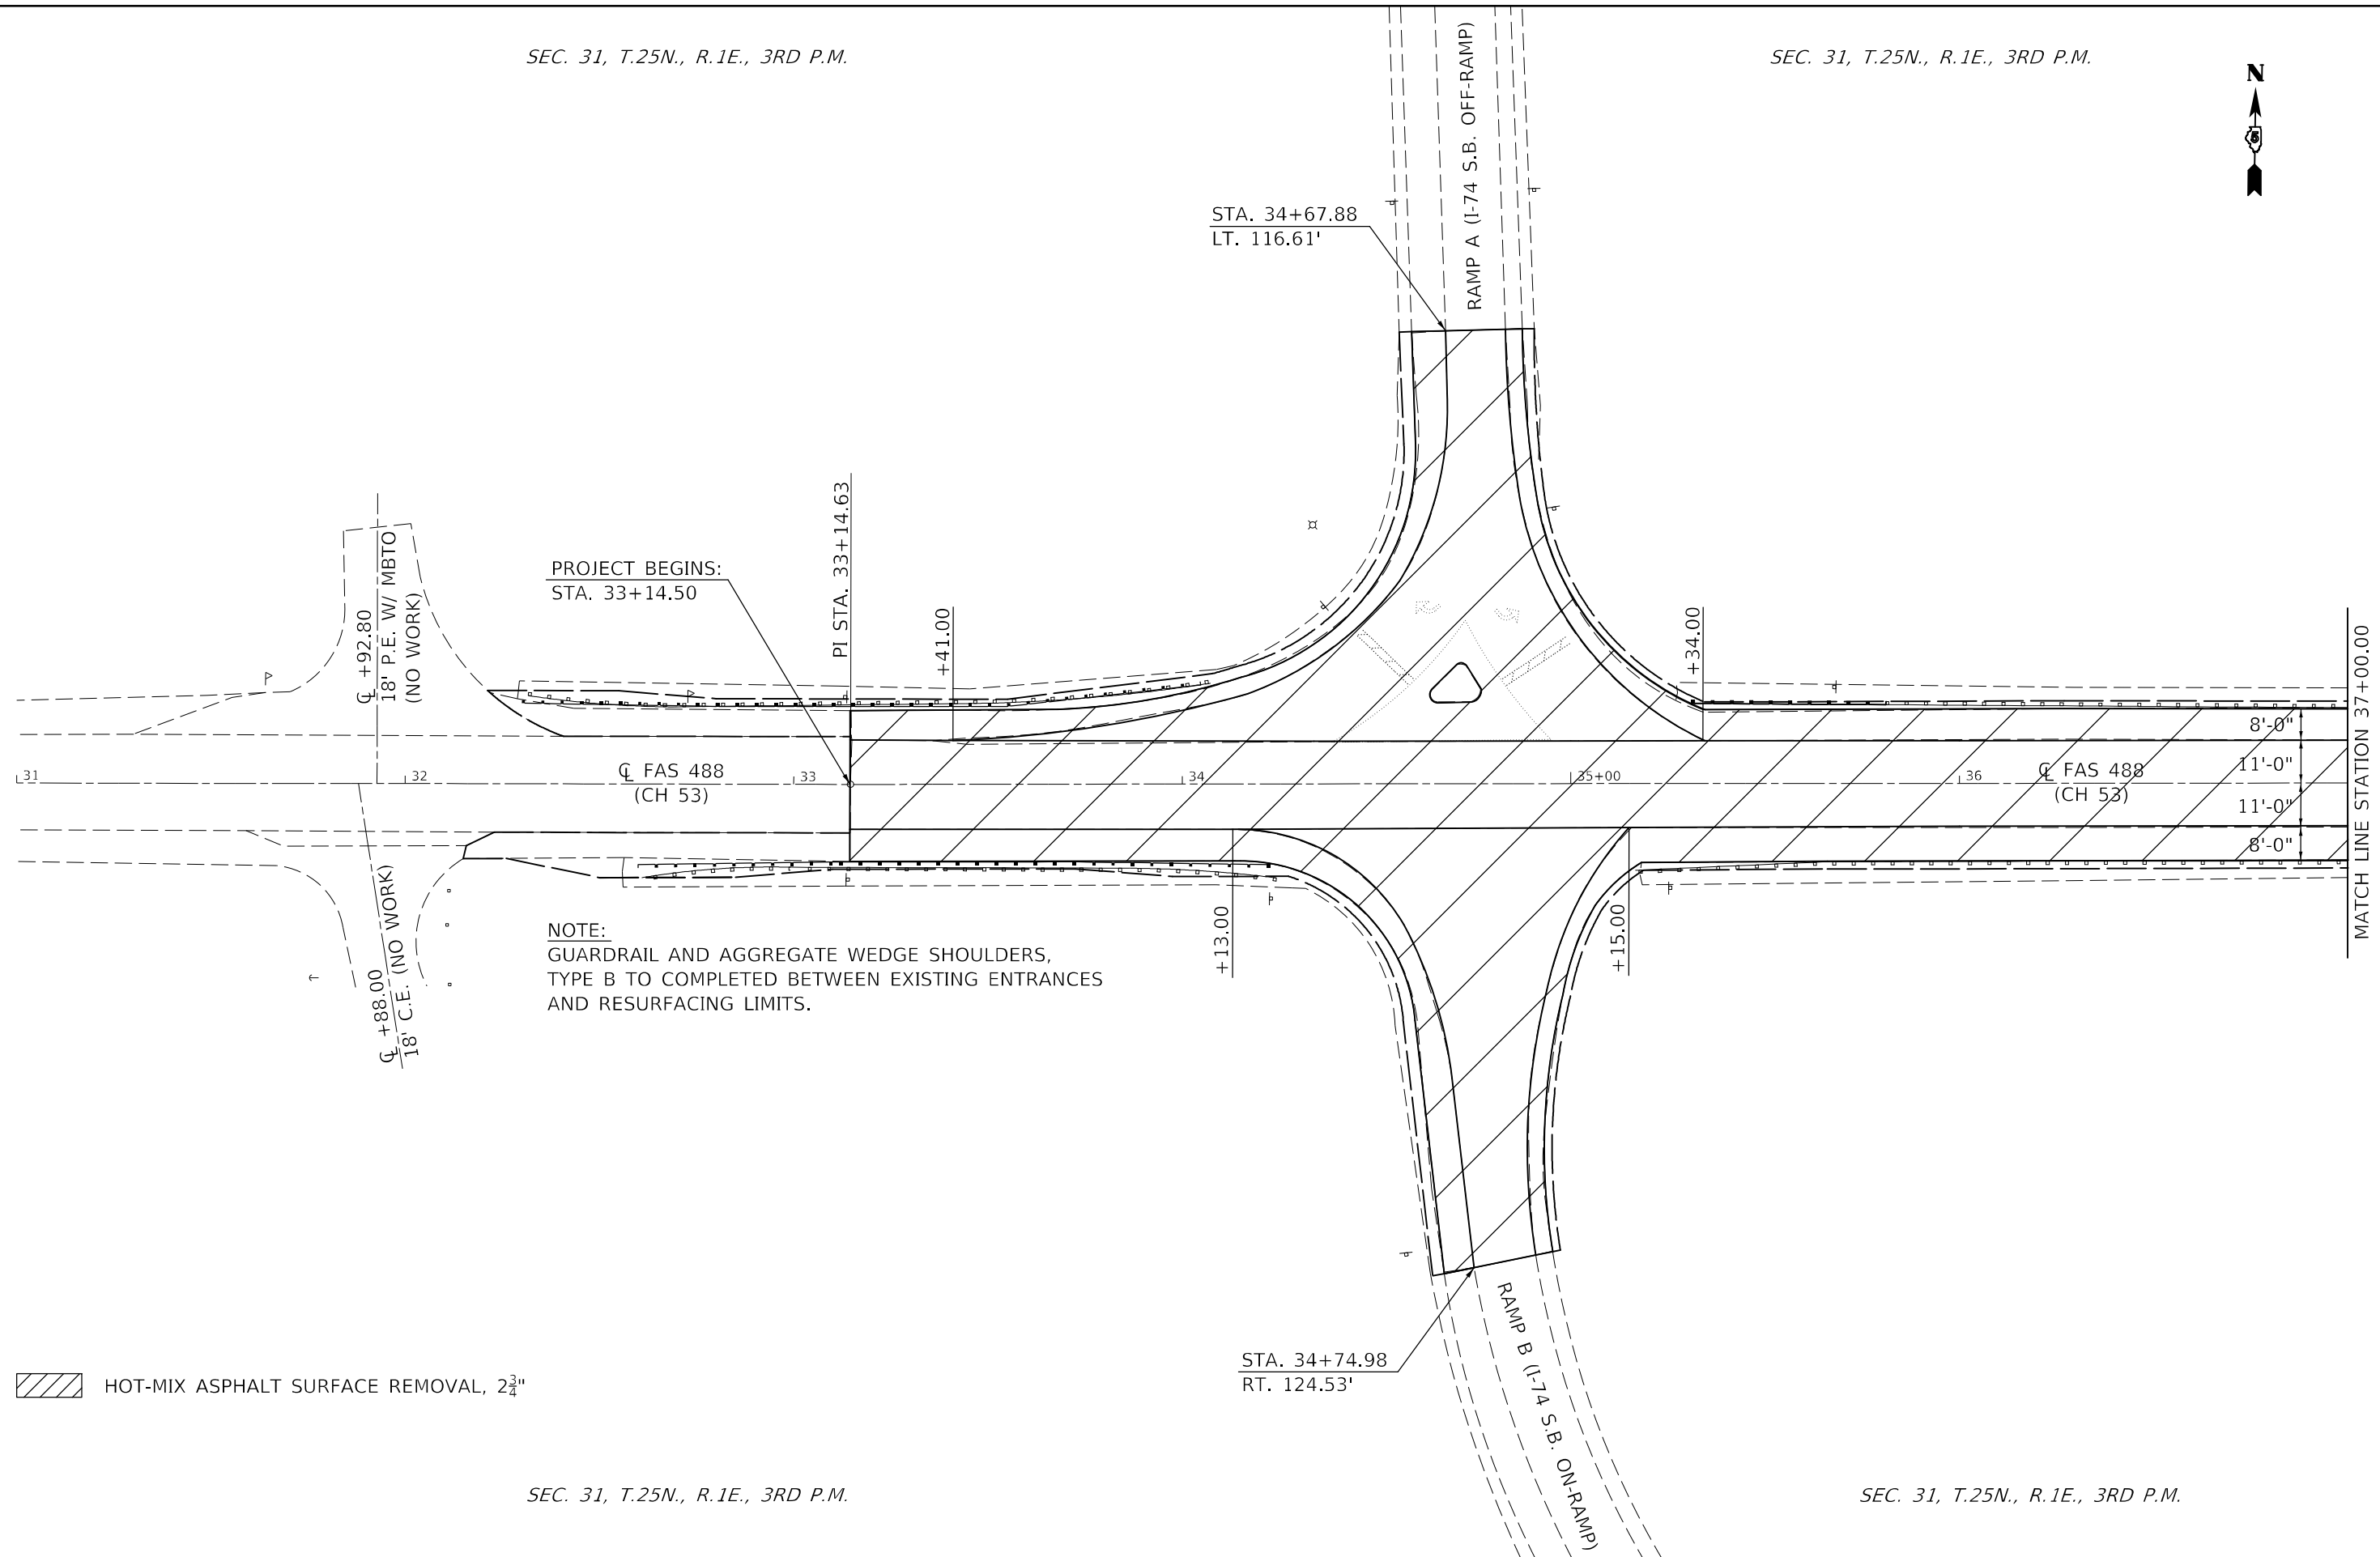 SEC. 31, T.25N., R.1E., 3RD P.M.
SEC. 31, T.25N., R.1E., 3RD P.M.
N
5
RAMP A (I-74 S.B. OFF-RAMP)
STA. 34+67.88
LT. 116.61'
PROJECT BEGINS:
STA. 33+14.50
PI STA. 33+14.63
+41.00
+34.00
℄ +92.80
18' P.E. W/ MBTO
(NO WORK)
31
32
33
34
35+00
36
℄ FAS 488
(CH 53)
℄ FAS 488
(CH 53)
8'-0"
11'-0"
11'-0"
8'-0"
MATCH LINE STATION 37+00.00
+13.00
+15.00
℄ +88.00
18' C.E. (NO WORK)
NOTE:
GUARDRAIL AND AGGREGATE WEDGE SHOULDERS,
TYPE B TO COMPLETED BETWEEN EXISTING ENTRANCES
AND RESURFACING LIMITS.
STA. 34+74.98
RT. 124.53'
RAMP B (I-74 S.B. ON-RAMP)
HOT-MIX ASPHALT SURFACE REMOVAL, 2¾"
SEC. 31, T.25N., R.1E., 3RD P.M.
SEC. 31, T.25N., R.1E., 3RD P.M.